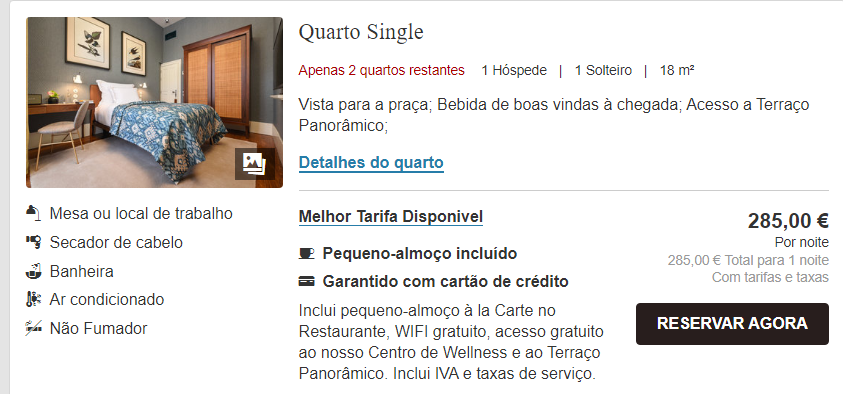 Quarto Single
Apenas 2 quartos restantes 1 Hóspede | 1 Solteiro | 18 m²
Vista para a praça; Bebida de boas vindas à chegada; Acesso a Terraço
Panorâmico;
Detalhes do quarto
Mesa ou local de trabalho
Secador de cabelo
Banheira
Ar condicionado
Não Fumador
Melhor Tarifa Disponivel
Pequeno-almoço incluído
Garantido com cartão de crédito
Inclui pequeno-almoço à la Carte no
Restaurante, WIFI gratuito, acesso gratuito
ao nosso Centro de Wellness e ao Terraço
Panorâmico. Inclui IVA e taxas de serviço.
285,00 €
Por noite
285,00 € Total para 1 noite
Com tarifas e taxas
RESERVAR AGORA